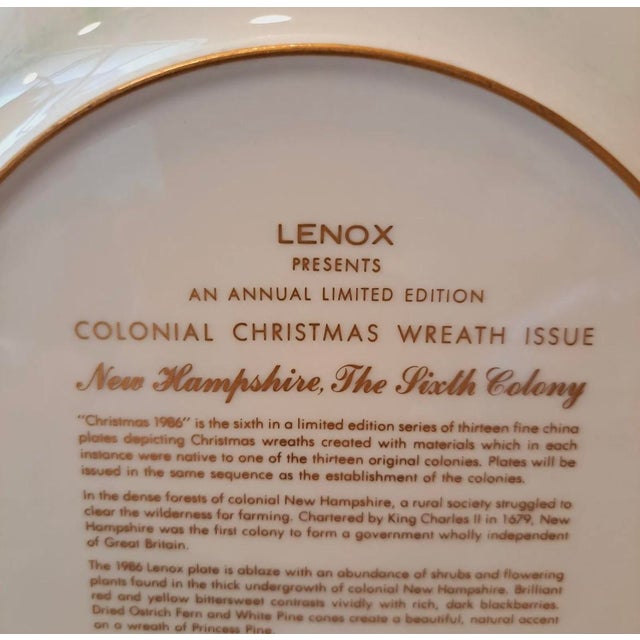 LENOX
PRESENTS
AN ANNUAL LIMITED EDITION
COLONIAL CHRISTMAS WREATH ISSUE
New Hampshire, The Sixth Colony
"Christmas 1986" is the sixth in a limited edition series of thirteen fine china
plates depicting Christmas wreaths created with materials which in each
instance were native to one of the thirteen original colonies. Plates will be
issued in the same sequence as the establishment of the colonies.
In the dense forests of colonial New Hampshire, a rural society struggled to
clear the wilderness for farming. Chartered by King Charles II in 1679, New
Hampshire was the first colony to form a government wholly independent
of Great Britain.
The 1986 Lenox plate is ablaze with an abundance of shrubs and flowering
plants found in the thick undergrowth of colonial New Hampshire. Brilliant
red and yellow bittersweet contrasts vividly with rich, dark blackberries.
Dried Ostrich Fern and White Pine cones create a beautiful, natural accent
on a wreath of Princess Pine.